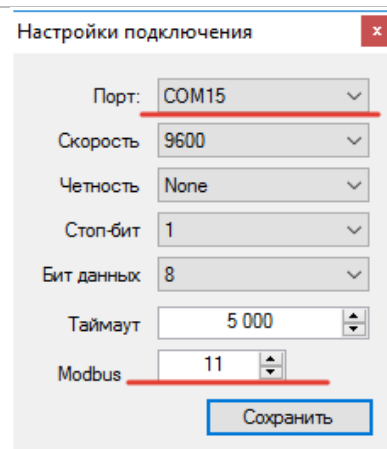 Настройки подключения x
Порт: COM15
Скорость 9600
Четность None
Стоп-бит 1
Бит данных 8
Таймаут 5 000
Modbus 11
Сохранить